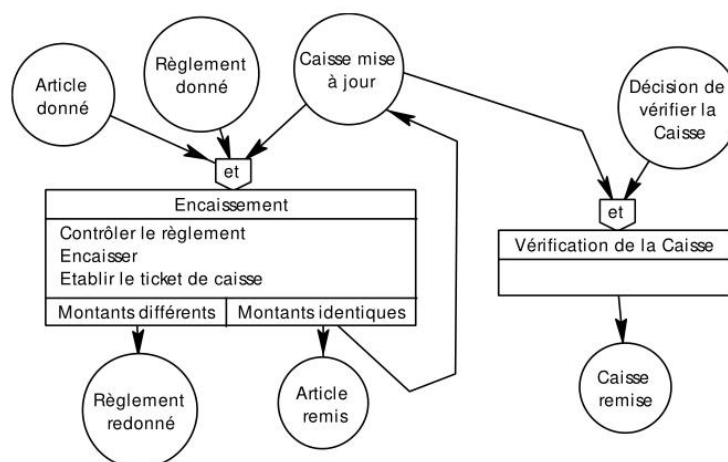 Article
donné
Règlement
donné
Caisse mise
à jour
Décision de
vérifier la
Caisse
et
Encaissement
Contrôler le règlement
Encaisser
Etablir le ticket de caisse
Montants différents
Montants identiques
et
Vérification de la Caisse
Règlement
redonné
Article
remis
Caisse
remise